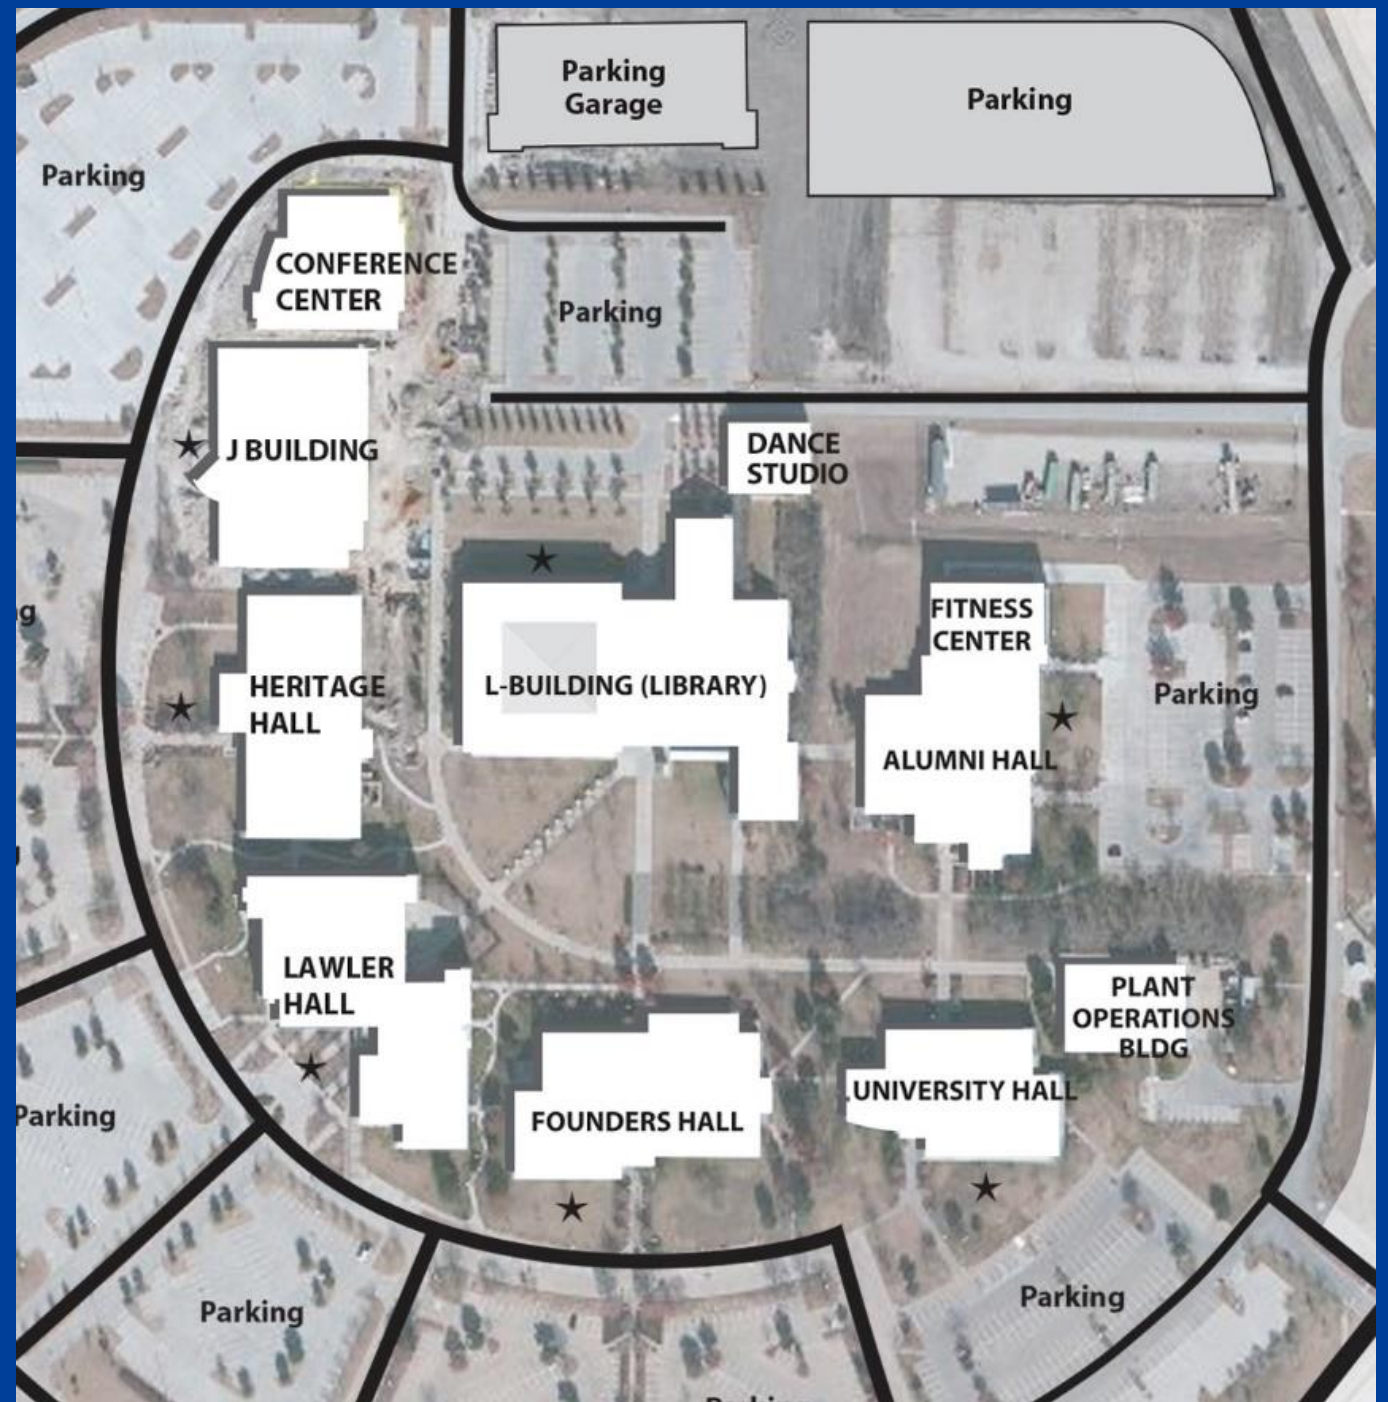 Parking
Garage
Parking
Parking
CONFERENCE
CENTER
Parking
J BUILDING
DANCE
STUDIO
FITNESS
CENTER
HERITAGE
HALL
L-BUILDING (LIBRARY)
Parking
ALUMNI HALL
LAWLER
HALL
PLANT
OPERATIONS
BLDG
UNIVERSITY HALL
Parking
FOUNDERS HALL
Parking
Parking